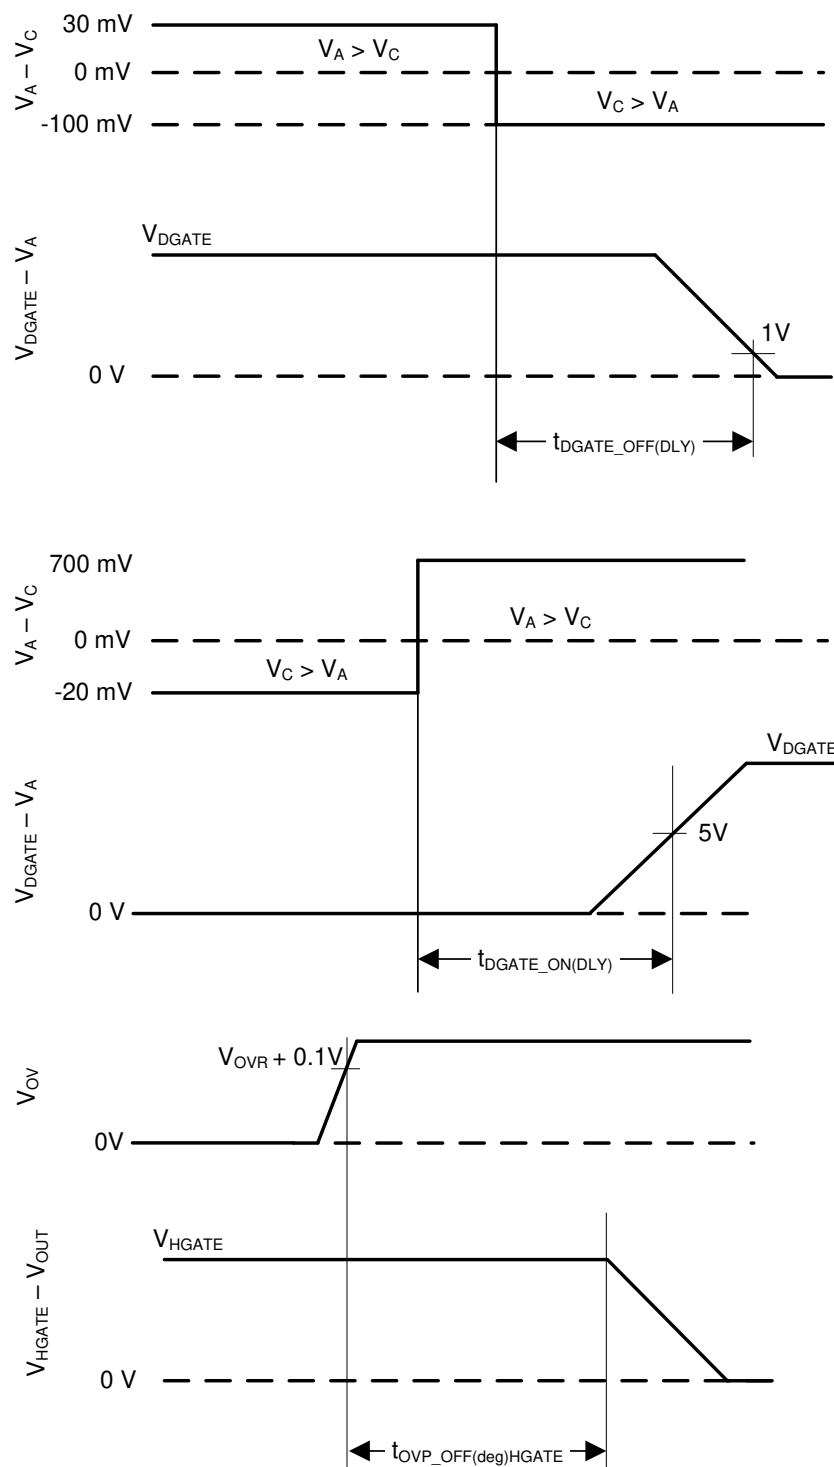 30 mV
V_A – V_C
V_A > V_C
0 mV
V_C > V_A
-100 mV
V_DGATE
V_DGATE – V_A
1V
0 V
t_DGATE_OFF(DLY)
700 mV
V_A – V_C
V_A > V_C
0 mV
V_C > V_A
-20 mV
V_DGATE
V_DGATE – V_A
5V
0 V
t_DGATE_ON(DLY)
V_OVR + 0.1V
V_OV
0V
V_HGATE
V_HGATE – V_OUT
0 V
t_OVP_OFF(deg)HGATE